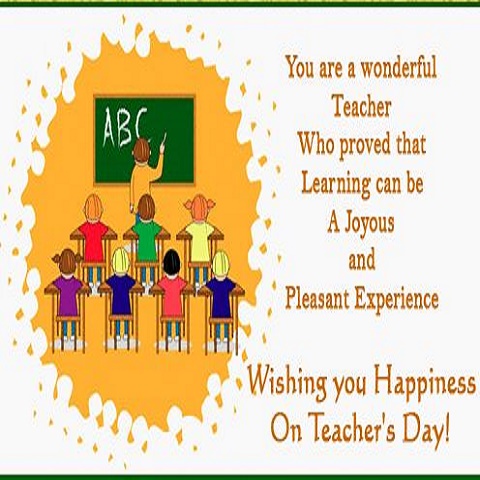 ABC
You are a wonderful
Teacher
Who proved that
Learning can be
A Joyous
and
Pleasant Experience
Wishing you Happiness
On Teacher's Day!